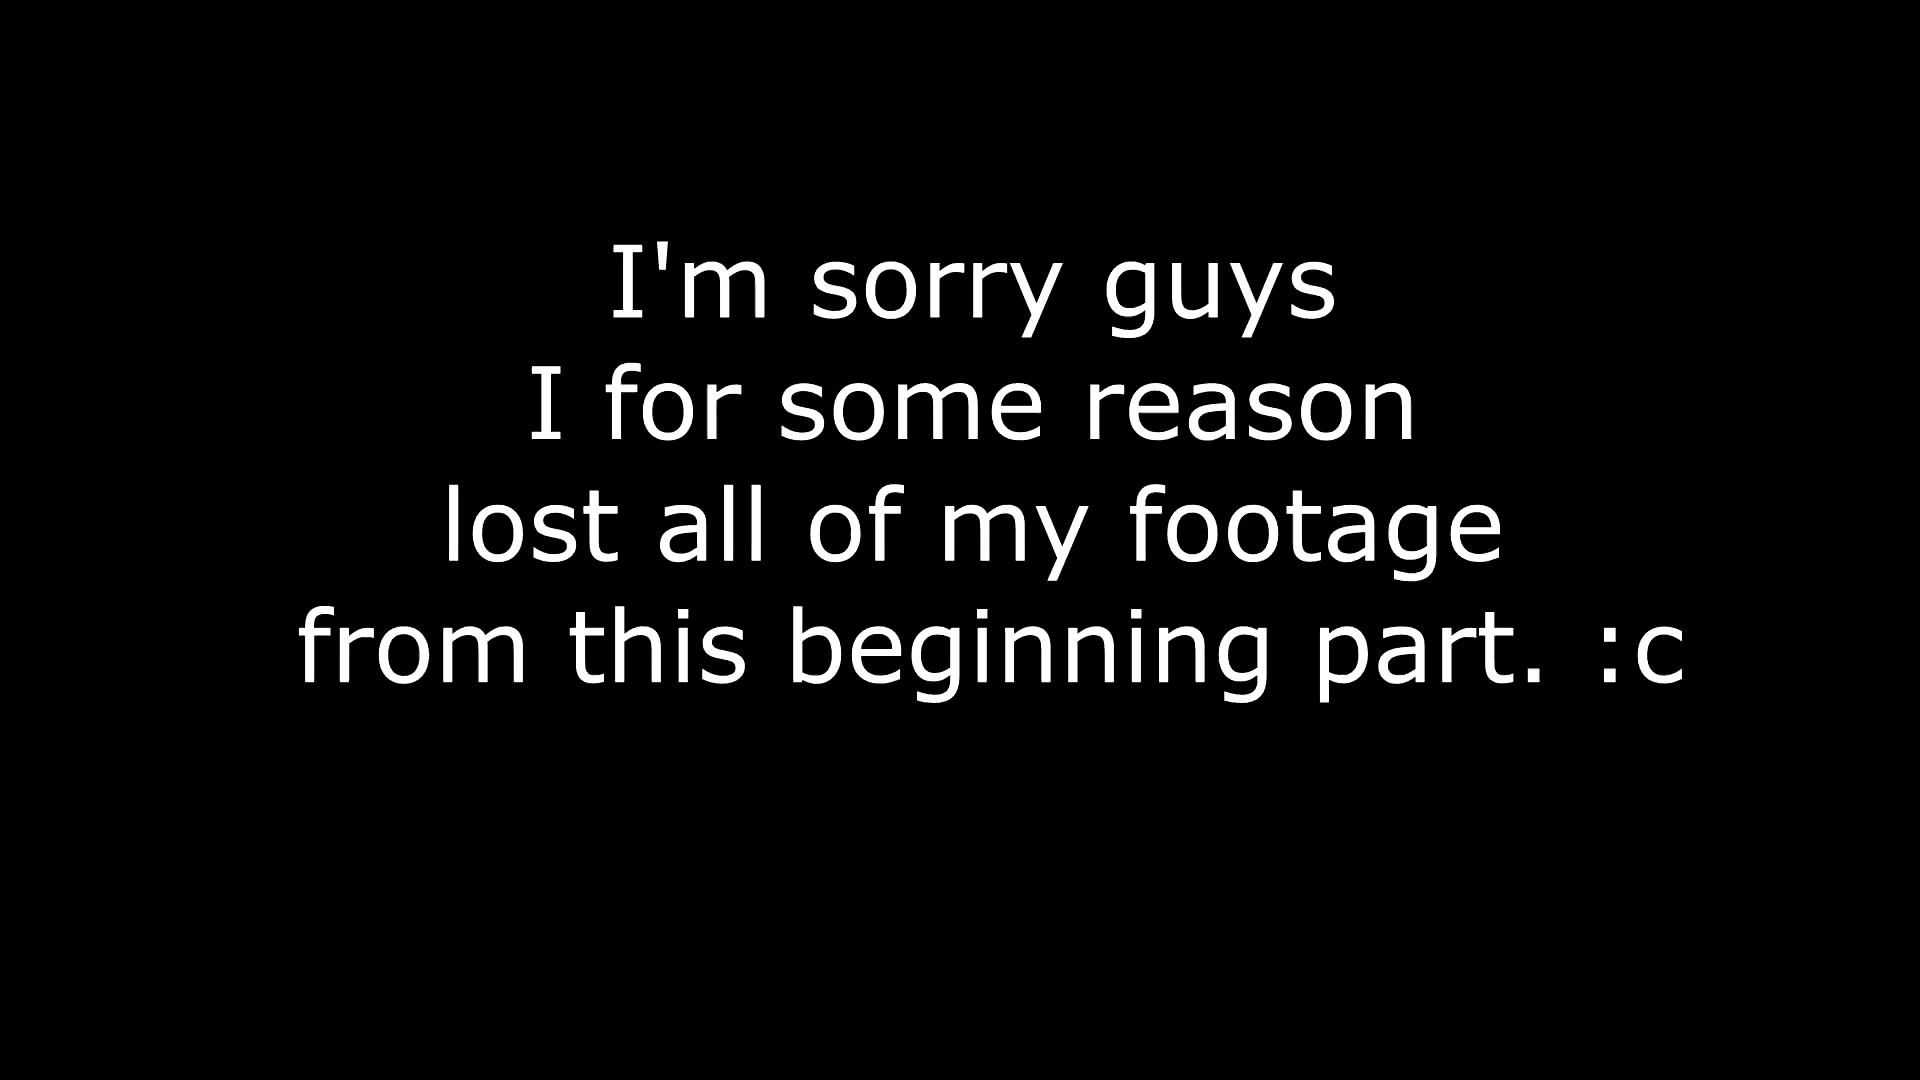 I'm sorry guys
I for some reason
lost all of my footage
from this beginning part. :c